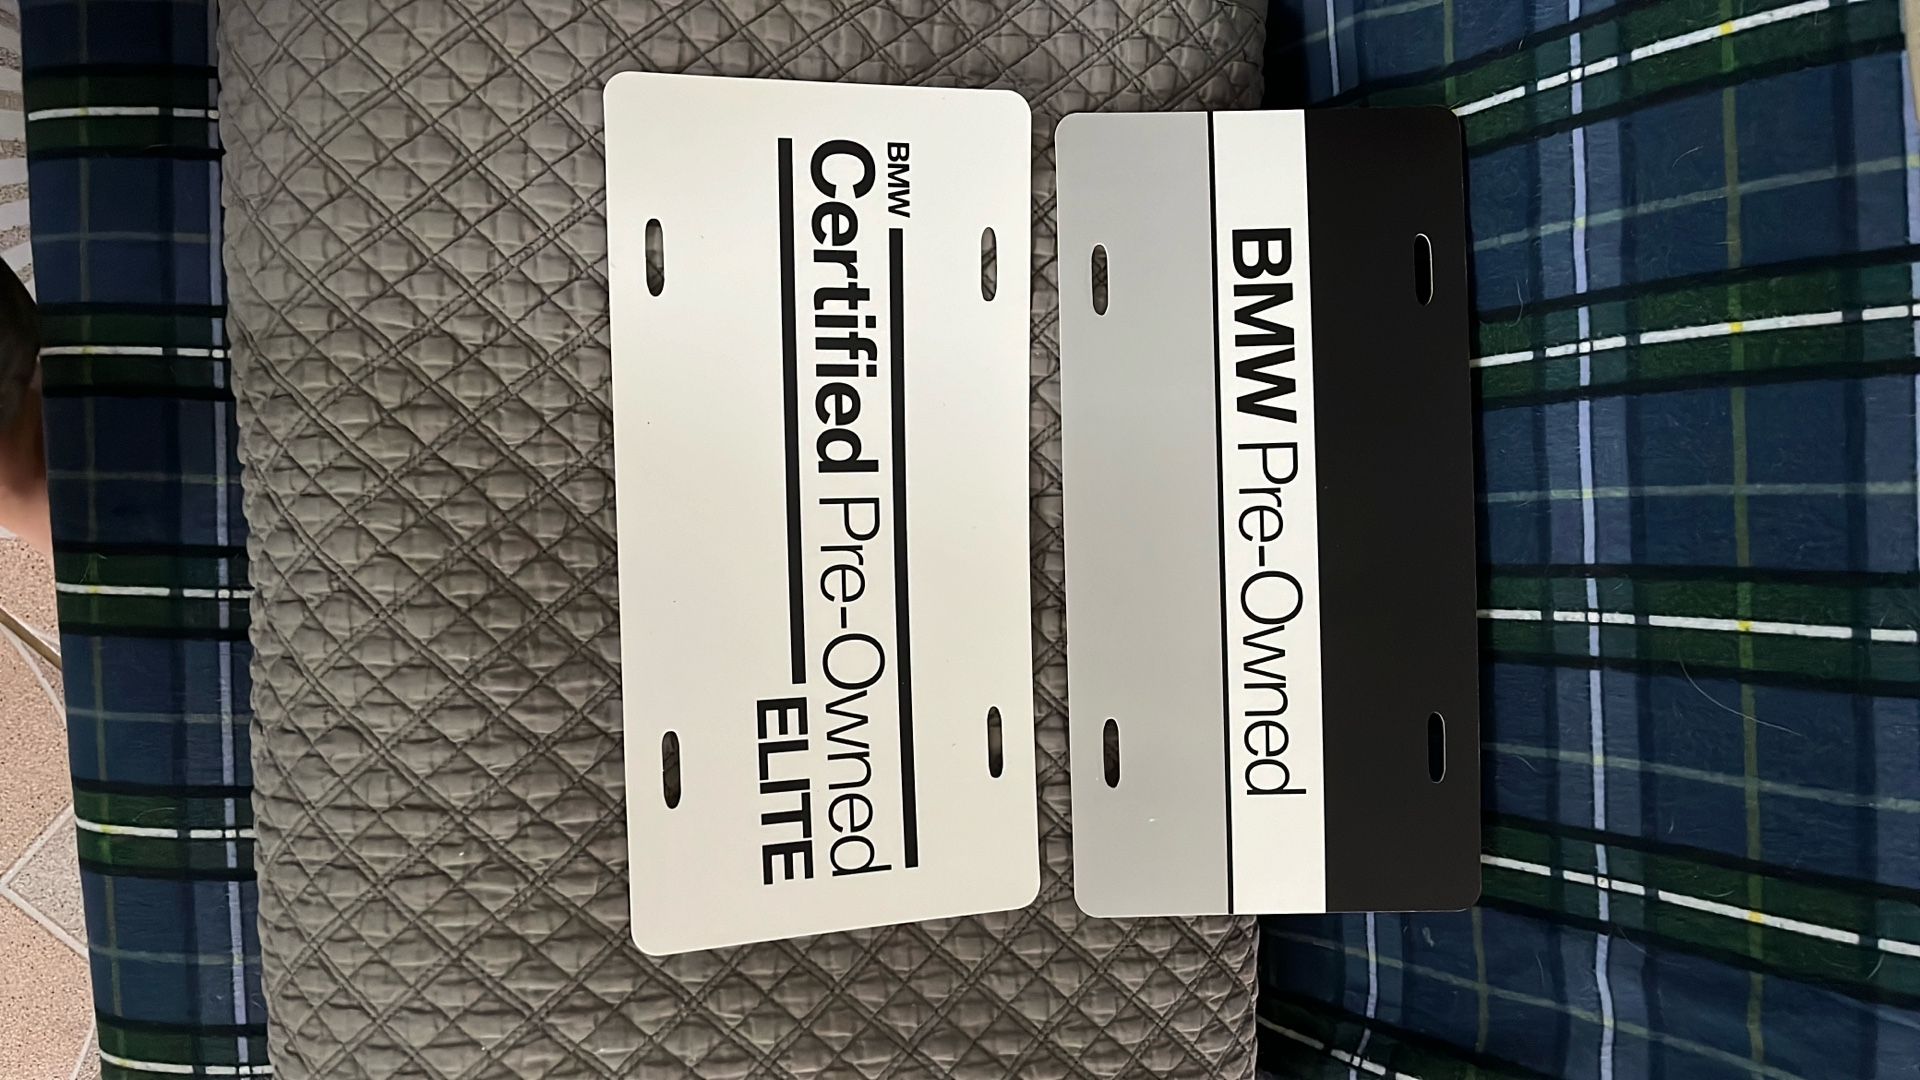 BMW
Certified Pre-Owned
ELITE
BMW Pre-Owned